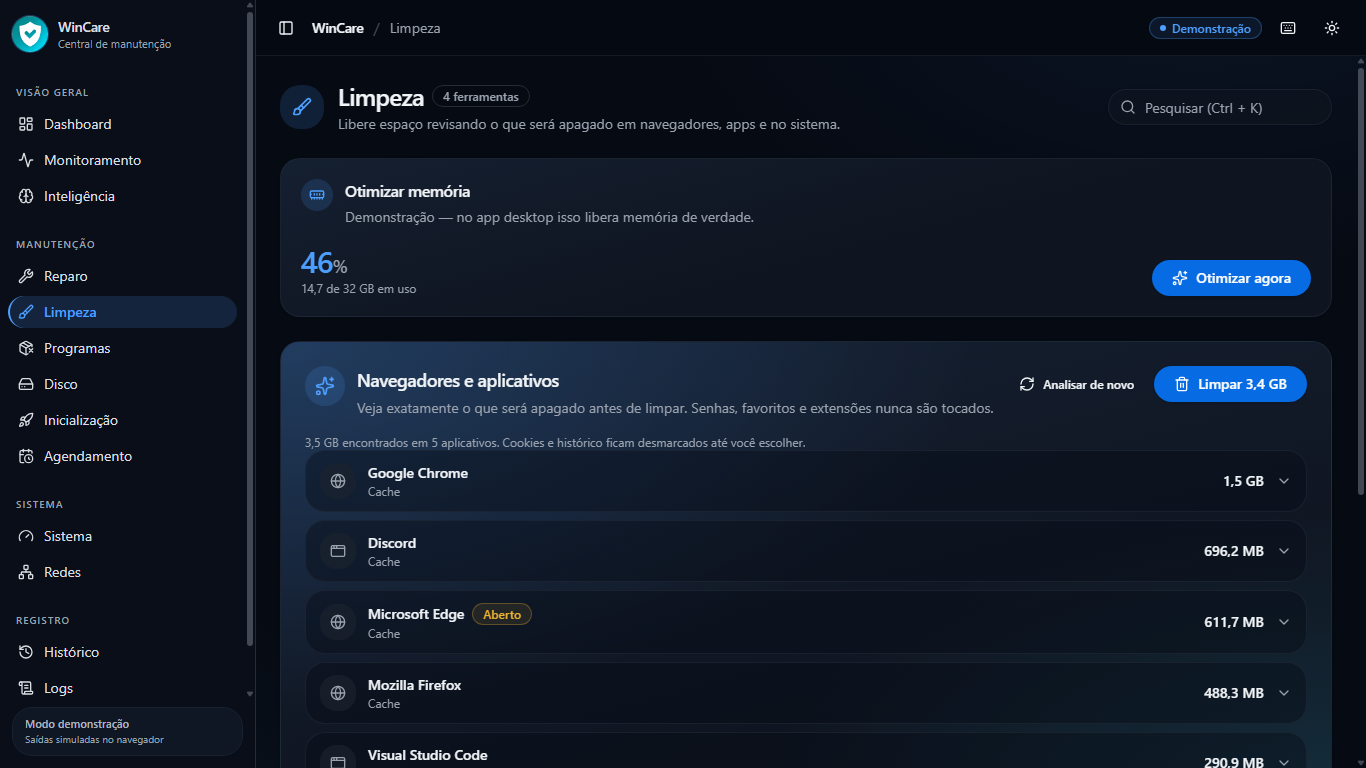 WinCare
Central de manutenção
VISÃO GERAL
Dashboard
Monitoramento
Inteligência
MANUTENÇÃO
Reparo
Limpeza
Programas
Disco
Inicialização
Agendamento
SISTEMA
Sistema
Redes
REGISTRO
Histórico
Logs
Modo demonstração
Saídas simuladas no navegador
WinCare / Limpeza
Demonstração
Limpeza 4 ferramentas
Libere espaço revisando o que será apagado em navegadores, apps e no sistema.
Pesquisar (Ctrl + K)
Otimizar memória
Demonstração — no app desktop isso libera memória de verdade.
46%
14,7 de 32 GB em uso
Otimizar agora
Navegadores e aplicativos
Veja exatamente o que será apagado antes de limpar. Senhas, favoritos e extensões nunca são tocados.
Analisar de novo
Limpar 3,4 GB
3,5 GB encontrados em 5 aplicativos. Cookies e histórico ficam desmarcados até você escolher.
Google Chrome
Cache
1,5 GB
Discord
Cache
696,2 MB
Microsoft Edge Aberto
Cache
611,7 MB
Mozilla Firefox
Cache
488,3 MB
Visual Studio Code
290,9 MB